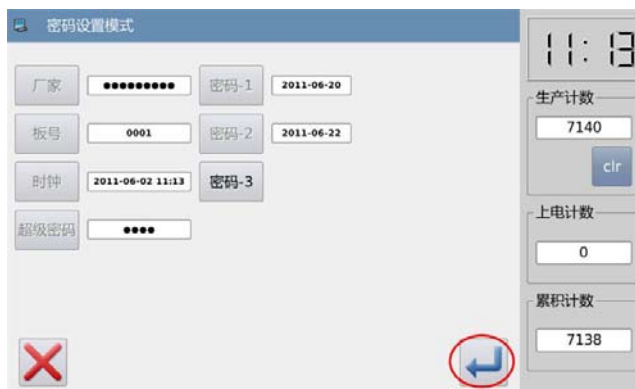 密码设置模式
厂家 ●●●●●●●●● 密码-1 2011-06-20
板号 0001 密码-2 2011-06-22
时钟 2011-06-02 11:13 密码-3
超级密码 ●●●●
11:13
生产计数
7140
clr
上电计数
0
累积计数
7138